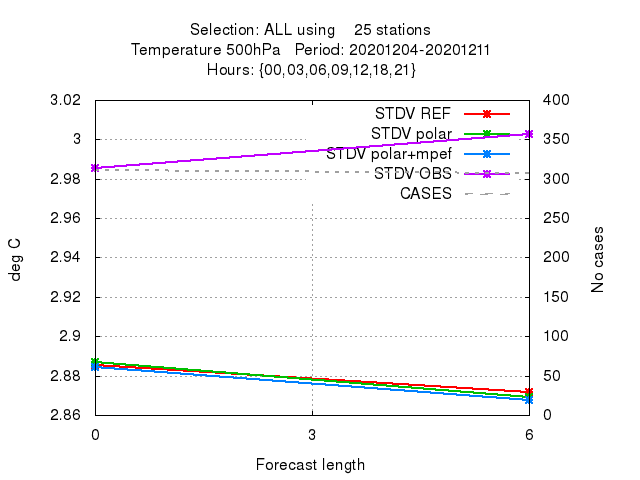 Selection: ALL using    25 stations
Temperature 500hPa   Period: 20201204-20201211
Hours: {00,03,06,09,12,18,21}
STDV REF
STDV polar
STDV polar+mpef
STDV OBS
CASES
3.02
3
2.98
2.96
2.94
2.92
2.9
2.88
2.86
deg C
400
350
300
250
200
150
100
50
0
No cases
0 3 6
Forecast length